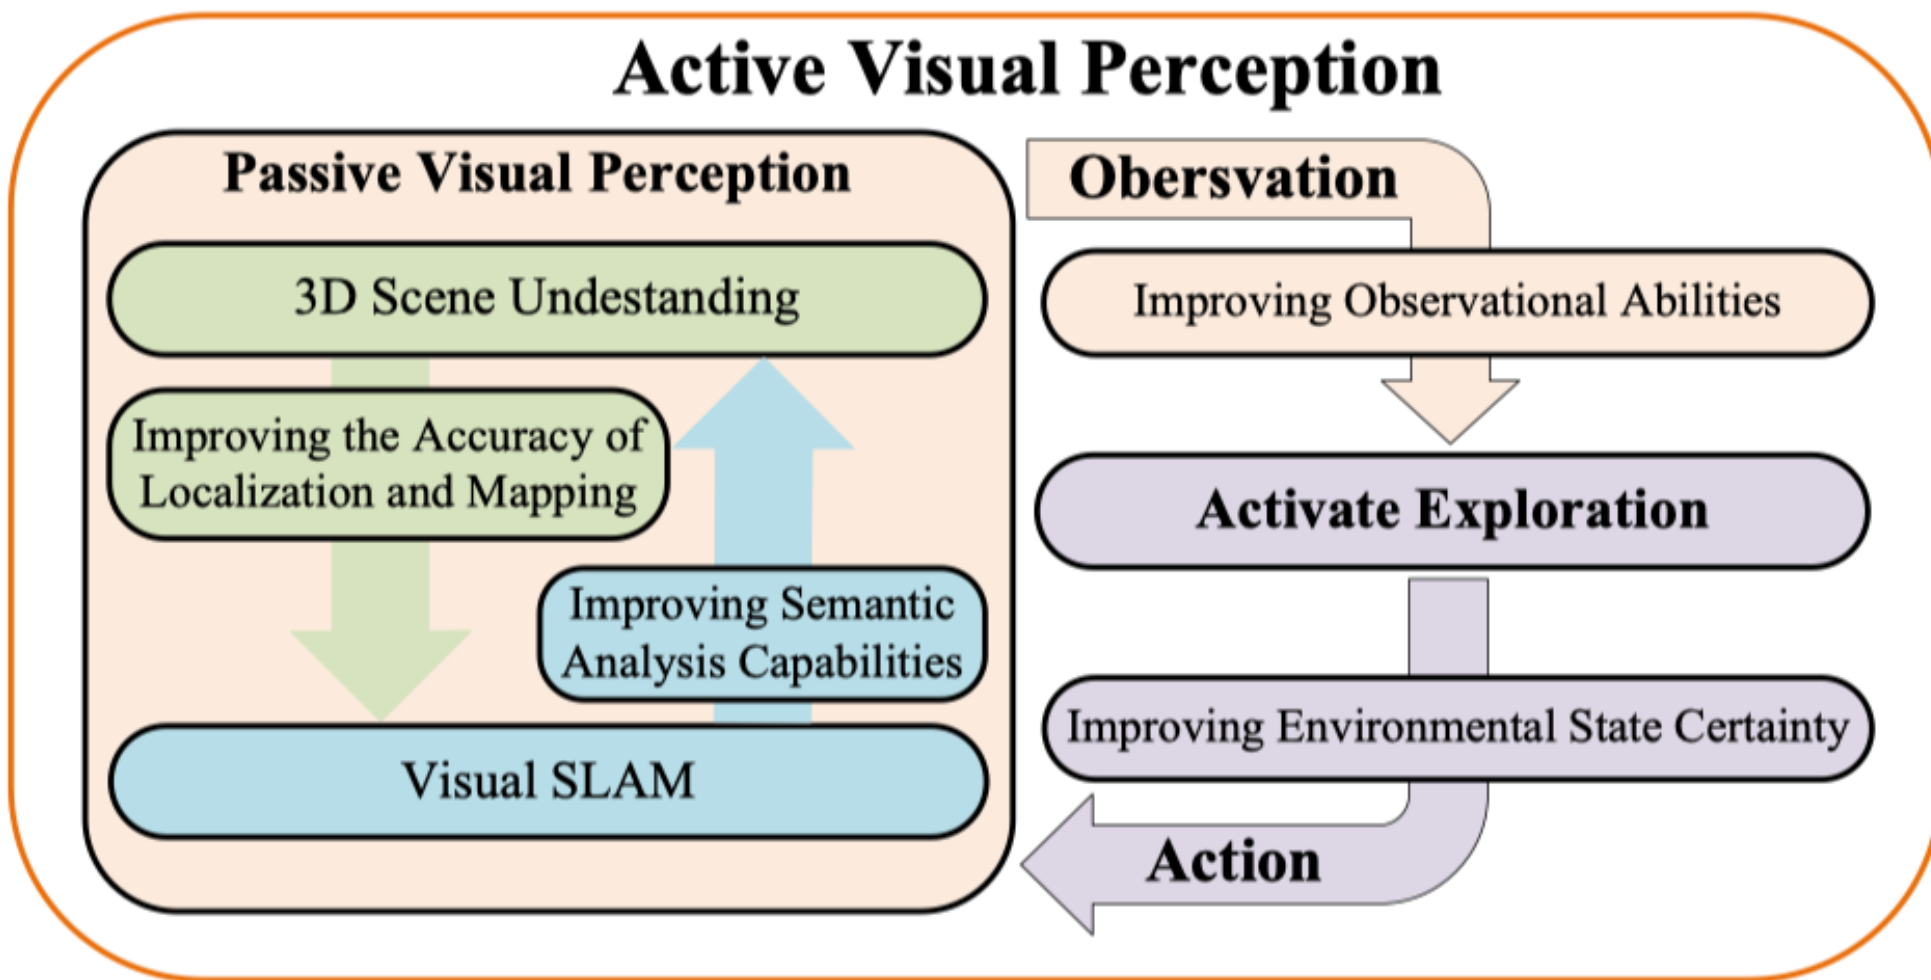 Active Visual Perception
Passive Visual Perception
3D Scene Undestanding
Improving the Accuracy of
Localization and Mapping
Improving Semantic
Analysis Capabilities
Visual SLAM
Obersvation
Improving Observational Abilities
Activate Exploration
Improving Environmental State Certainty
Action